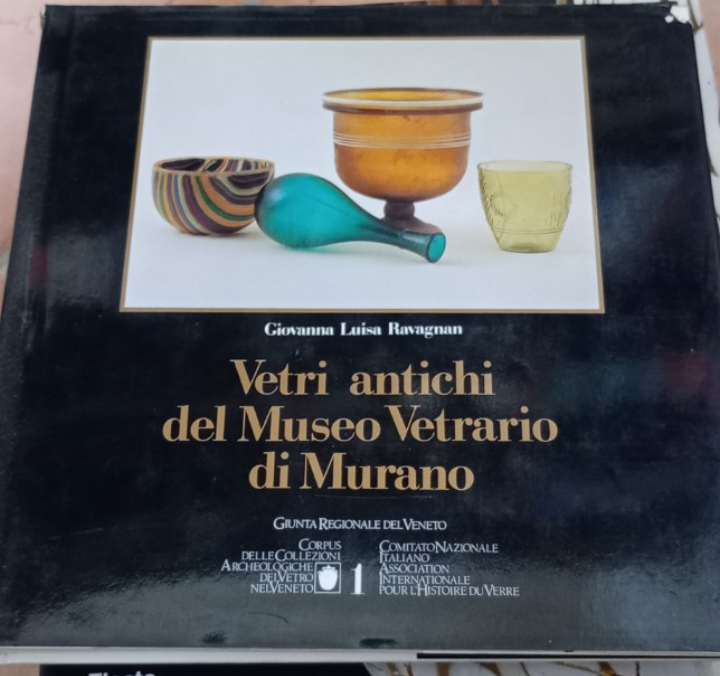 Giovanna Luisa Ravagnan
Vetri antichi
del Museo Vetrario
di Murano
GIUNTA REGIONALE DEL VENETO
CORPUS
DELLE COLLEZIONI
ARCHEOLOGICHE
DEL VETRO
NEL VENETO
1
COMITATO NAZIONALE
ITALIANO
ASSOCIATION
INTERNATIONALE
POUR L'HISTOIRE DU VERRE